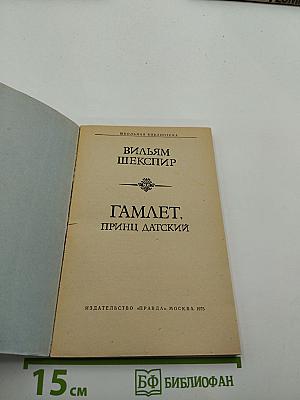 ШКОЛЬНАЯ БИБЛИОТЕКА
ВИЛЬЯМ
ШЕКСПИР
ГАМЛЕТ,
ПРИНЦ ДАТСКИЙ
ИЗДАТЕЛЬСТВО «ПРАВДА» МОСКВА 1975
15 см
БФ БИБЛИОФАН